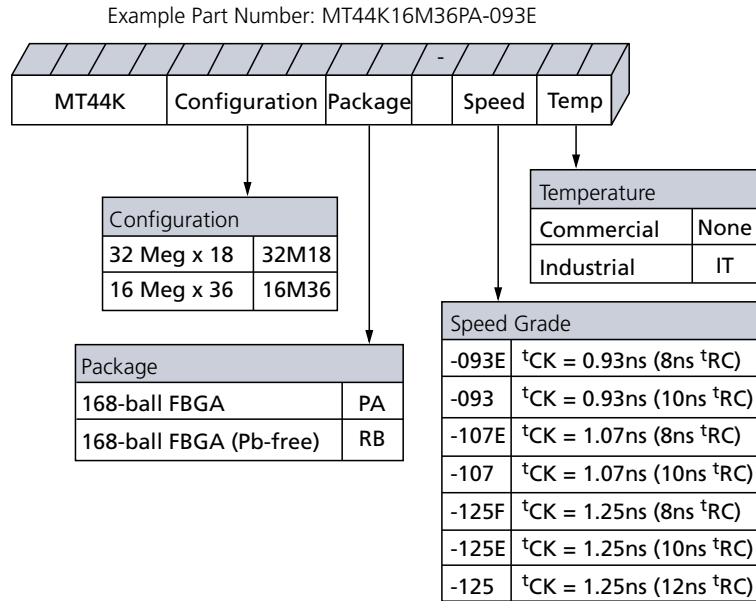 Example Part Number: MT44K16M36PA-093E
-
MT44K Configuration Package Speed Temp
Configuration
32 Meg x 18 32M18
16 Meg x 36 16M36
Package
168-ball FBGA PA
168-ball FBGA (Pb-free) RB
Temperature
Commercial None
Industrial IT
Speed Grade
-093E tCK = 0.93ns (8ns tRC)
-093 tCK = 0.93ns (10ns tRC)
-107E tCK = 1.07ns (8ns tRC)
-107 tCK = 1.07ns (10ns tRC)
-125F tCK = 1.25ns (8ns tRC)
-125E tCK = 1.25ns (10ns tRC)
-125 tCK = 1.25ns (12ns tRC)